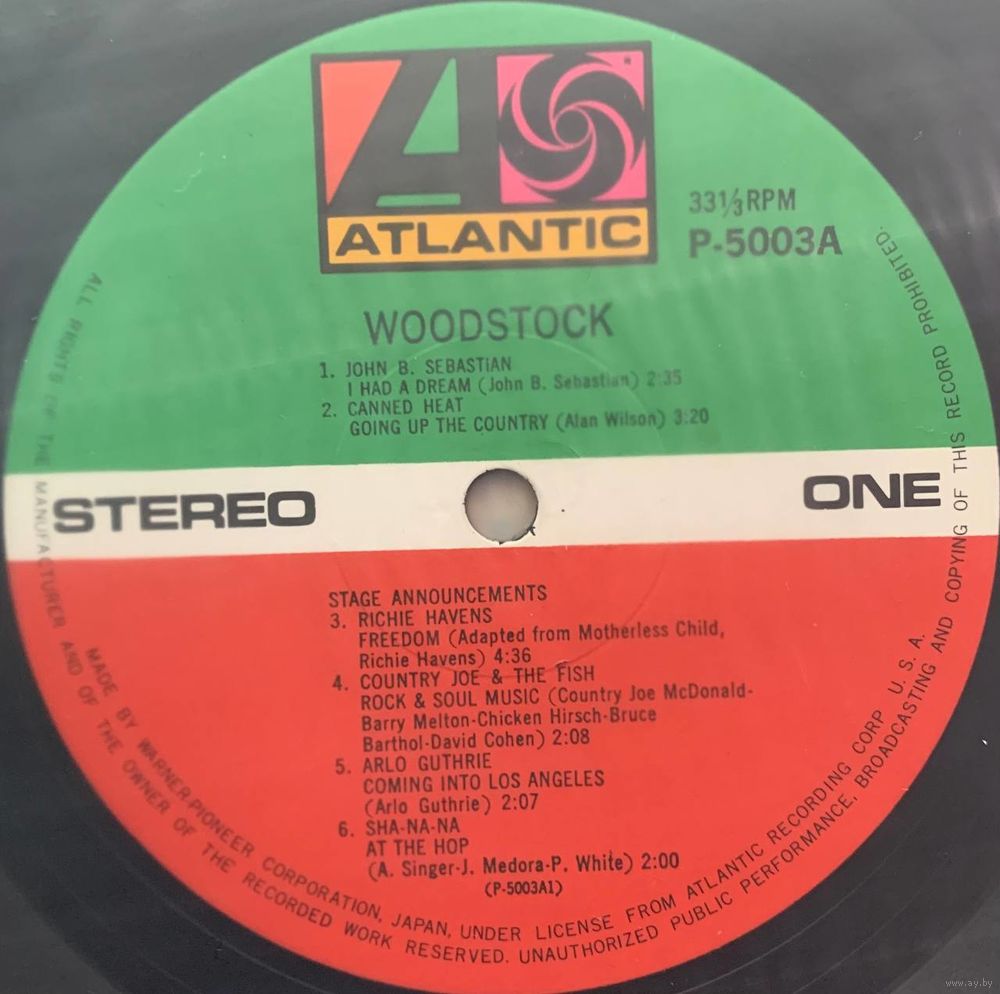 ATLANTIC
33⅓ RPM
P-5003A
WOODSTOCK
1. JOHN B. SEBASTiAN
I HAD A DREAM (John B. Sebastian) 2:35
2. CANNED HEAT
GOING UP THE COUNTRY (Alan Wilson) 3:20
STEREO
ONE
STAGE ANNOUNCEMENTS
3. RICHIE HAVENS
FREEDOM (Adapted from Motherless Child,
Richie Havens) 4:36
4. COUNTRY JOE & THE FISH
ROCK & SOUL MUSIC (Country Joe McDonald-
Barry Melton-Chicken Hirsch-Bruce
Barthol-David Cohen) 2:08
5. ARLO GUTHRIE
COMING INTO LOS ANGELES
(Arlo Guthrie) 2:07
6. SHA-NA-NA
AT THE HOP
(A. Singer-J. Medora-P. White) 2:00
(P-5003A1)
MADE BY WARNER-PIONEER CORPORATION, JAPAN, UNDER LICENSE FROM ATLANTIC RECORDING CORP U. S. A.
ALL RIGHTS OF THE MANUFACTURER AND OF THE OWNER OF THE RECORDED WORK RESERVED. UNAUTHORIZED PUBLIC PERFORMANCE, BROADCASTING AND COPYING OF THIS RECORD PROHIBITED.
www.ay.by